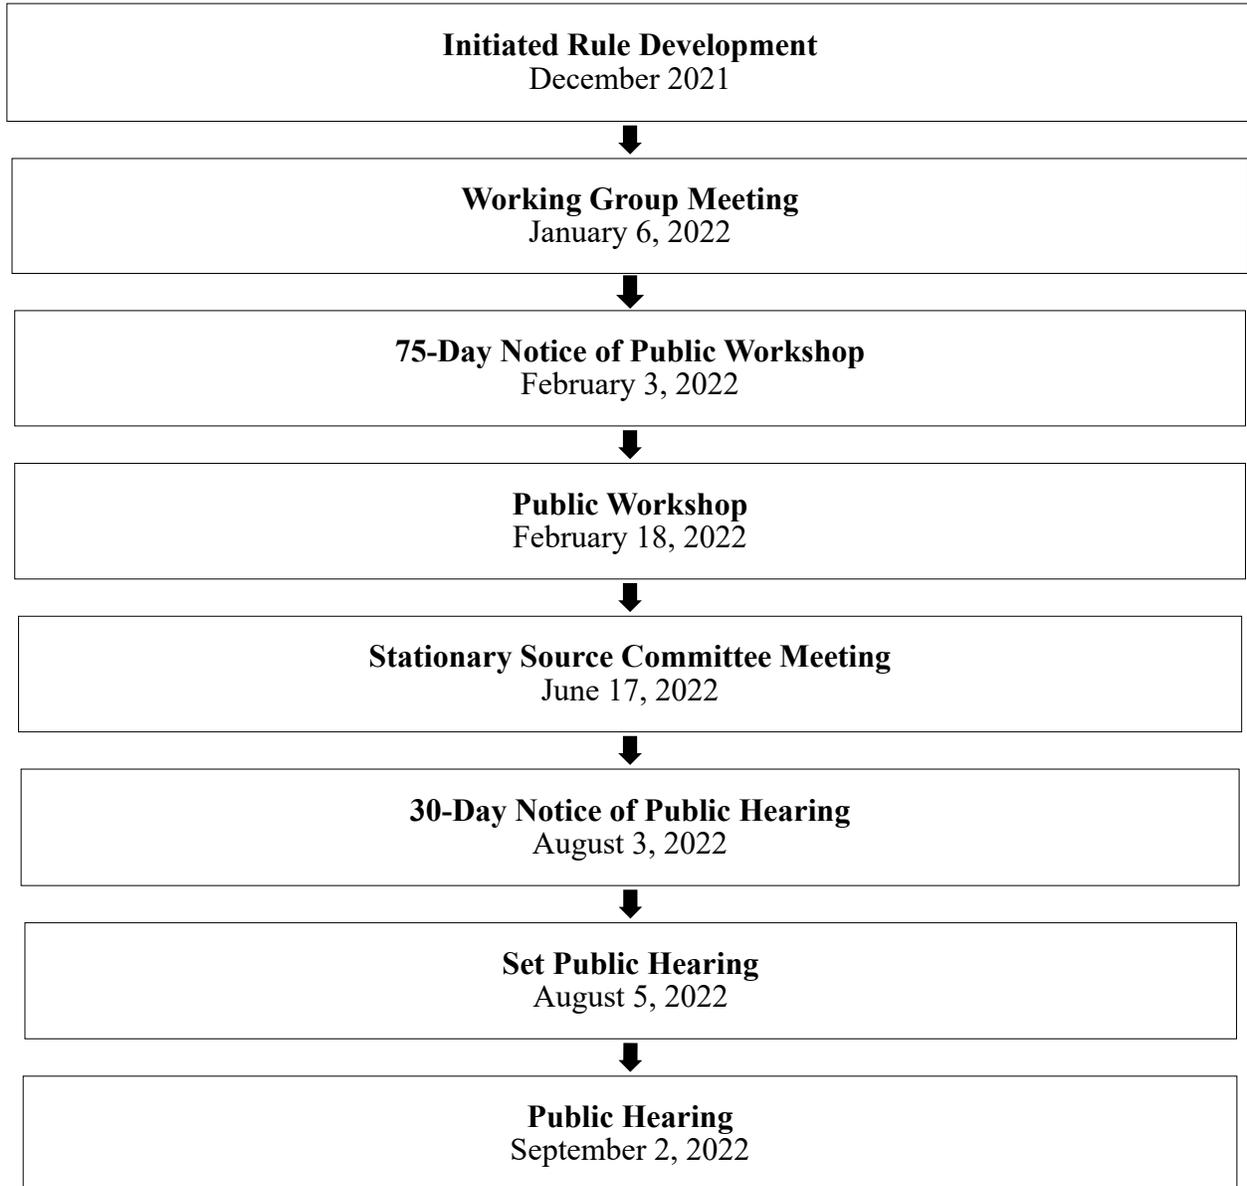 Initiated Rule Development
December 2021
Working Group Meeting
January 6, 2022
75-Day Notice of Public Workshop
February 3, 2022
Public Workshop
February 18, 2022
Stationary Source Committee Meeting
June 17, 2022
30-Day Notice of Public Hearing
August 3, 2022
Set Public Hearing
August 5, 2022
Public Hearing
September 2, 2022